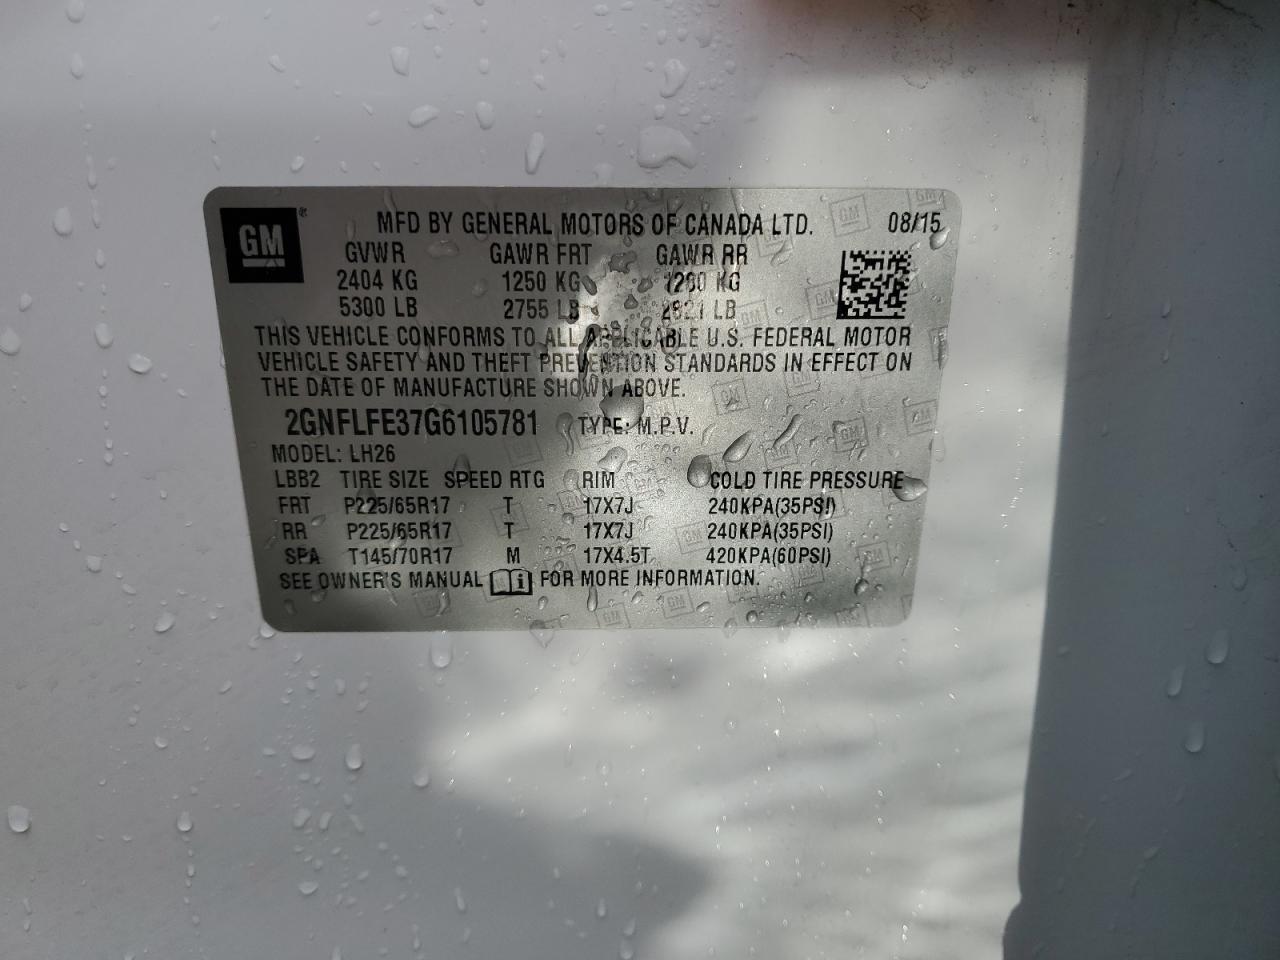 GM® MFD BY GENERAL MOTORS OF CANADA LTD. 08/15
GVWR GAWR FRT GAWR RR
2404 KG 1250 KG 1280 KG
5300 LB 2755 LB 2821 LB
THIS VEHICLE CONFORMS TO ALL APPLICABLE U.S. FEDERAL MOTOR
VEHICLE SAFETY AND THEFT PREVENTION STANDARDS IN EFFECT ON
THE DATE OF MANUFACTURE SHOWN ABOVE.
2GNFLFE37G6105781 TYPE: M.P.V.
MODEL: LH26
LBB2 TIRE SIZE SPEED RTG RIM COLD TIRE PRESSURE
FRT P225/65R17 T 17X7J 240KPA(35PSI)
RR P225/65R17 T 17X7J 240KPA(35PSI)
SPA T145/70R17 M 17X4.5T 420KPA(60PSI)
SEE OWNER'S MANUAL i FOR MORE INFORMATION.